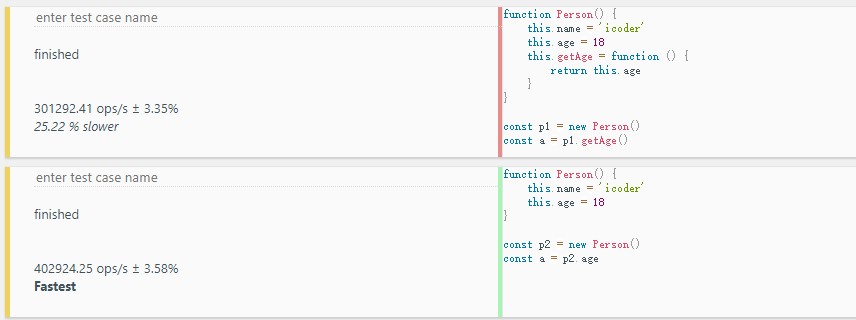 enter test case name
finished
301292.41 ops/s ± 3.35%
25.22 % slower
function Person() {
    this.name = 'icoder'
    this.age = 18
    this.getAge = function () {
        return this.age
    }
}

const p1 = new Person()
const a = p1.getAge()
enter test case name
finished
402924.25 ops/s ± 3.58%
Fastest
function Person() {
    this.name = 'icoder'
    this.age = 18
}

const p2 = new Person()
const a = p2.age